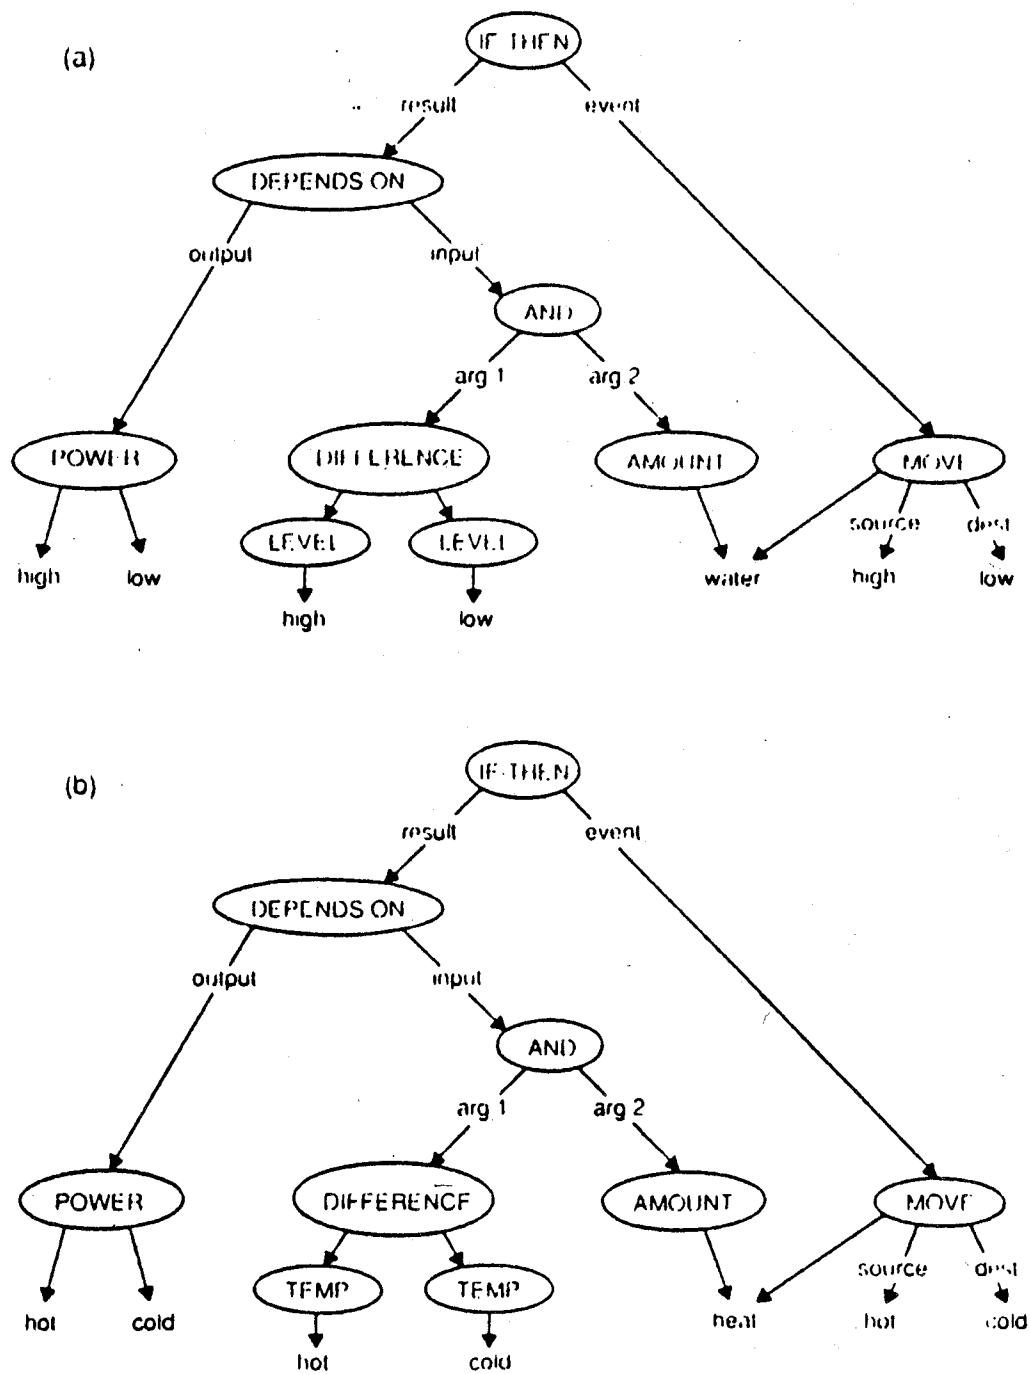 (a)
IF THEN
result event
DEPENDS ON
output input
AND
arg 1 arg 2
POWER DIFFERENCE AMOUNT MOVE
LEVEL LEVEL source dest
high low water high low
high low
(b)
IF-THEN
result event
DEPENDS ON
output input
AND
arg 1 arg 2
POWER DIFFERENCE AMOUNT MOVE
TEMP TEMP source dest
hot cold heat hot cold
hot cold